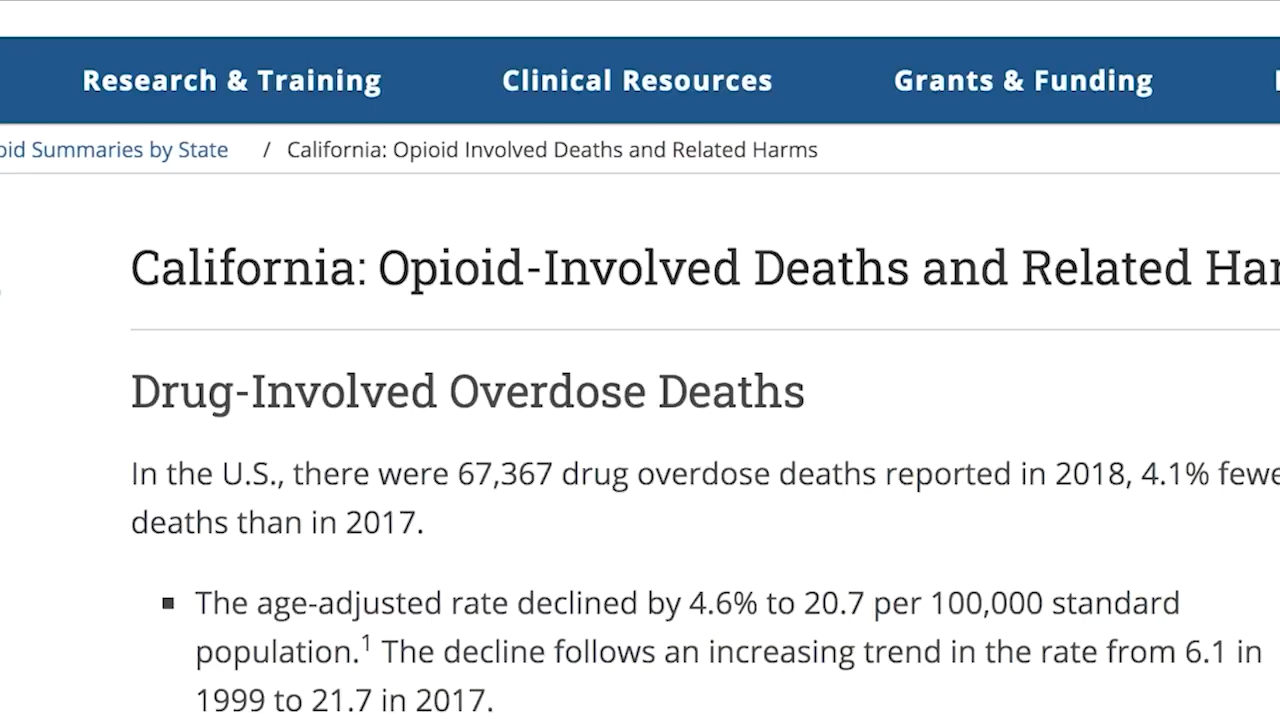 Research & Training Clinical Resources Grants & Funding
Summaries by State / California: Opioid Involved Deaths and Related Harms
California: Opioid-Involved Deaths and Related
Drug-Involved Overdose Deaths
In the U.S., there were 67,367 drug overdose deaths reported in 2018, 4.1%
deaths than in 2017.
▪ The age-adjusted rate declined by 4.6% to 20.7 per 100,000 standard
population.1 The decline follows an increasing trend in the rate from 6.1 in
1999 to 21.7 in 2017.